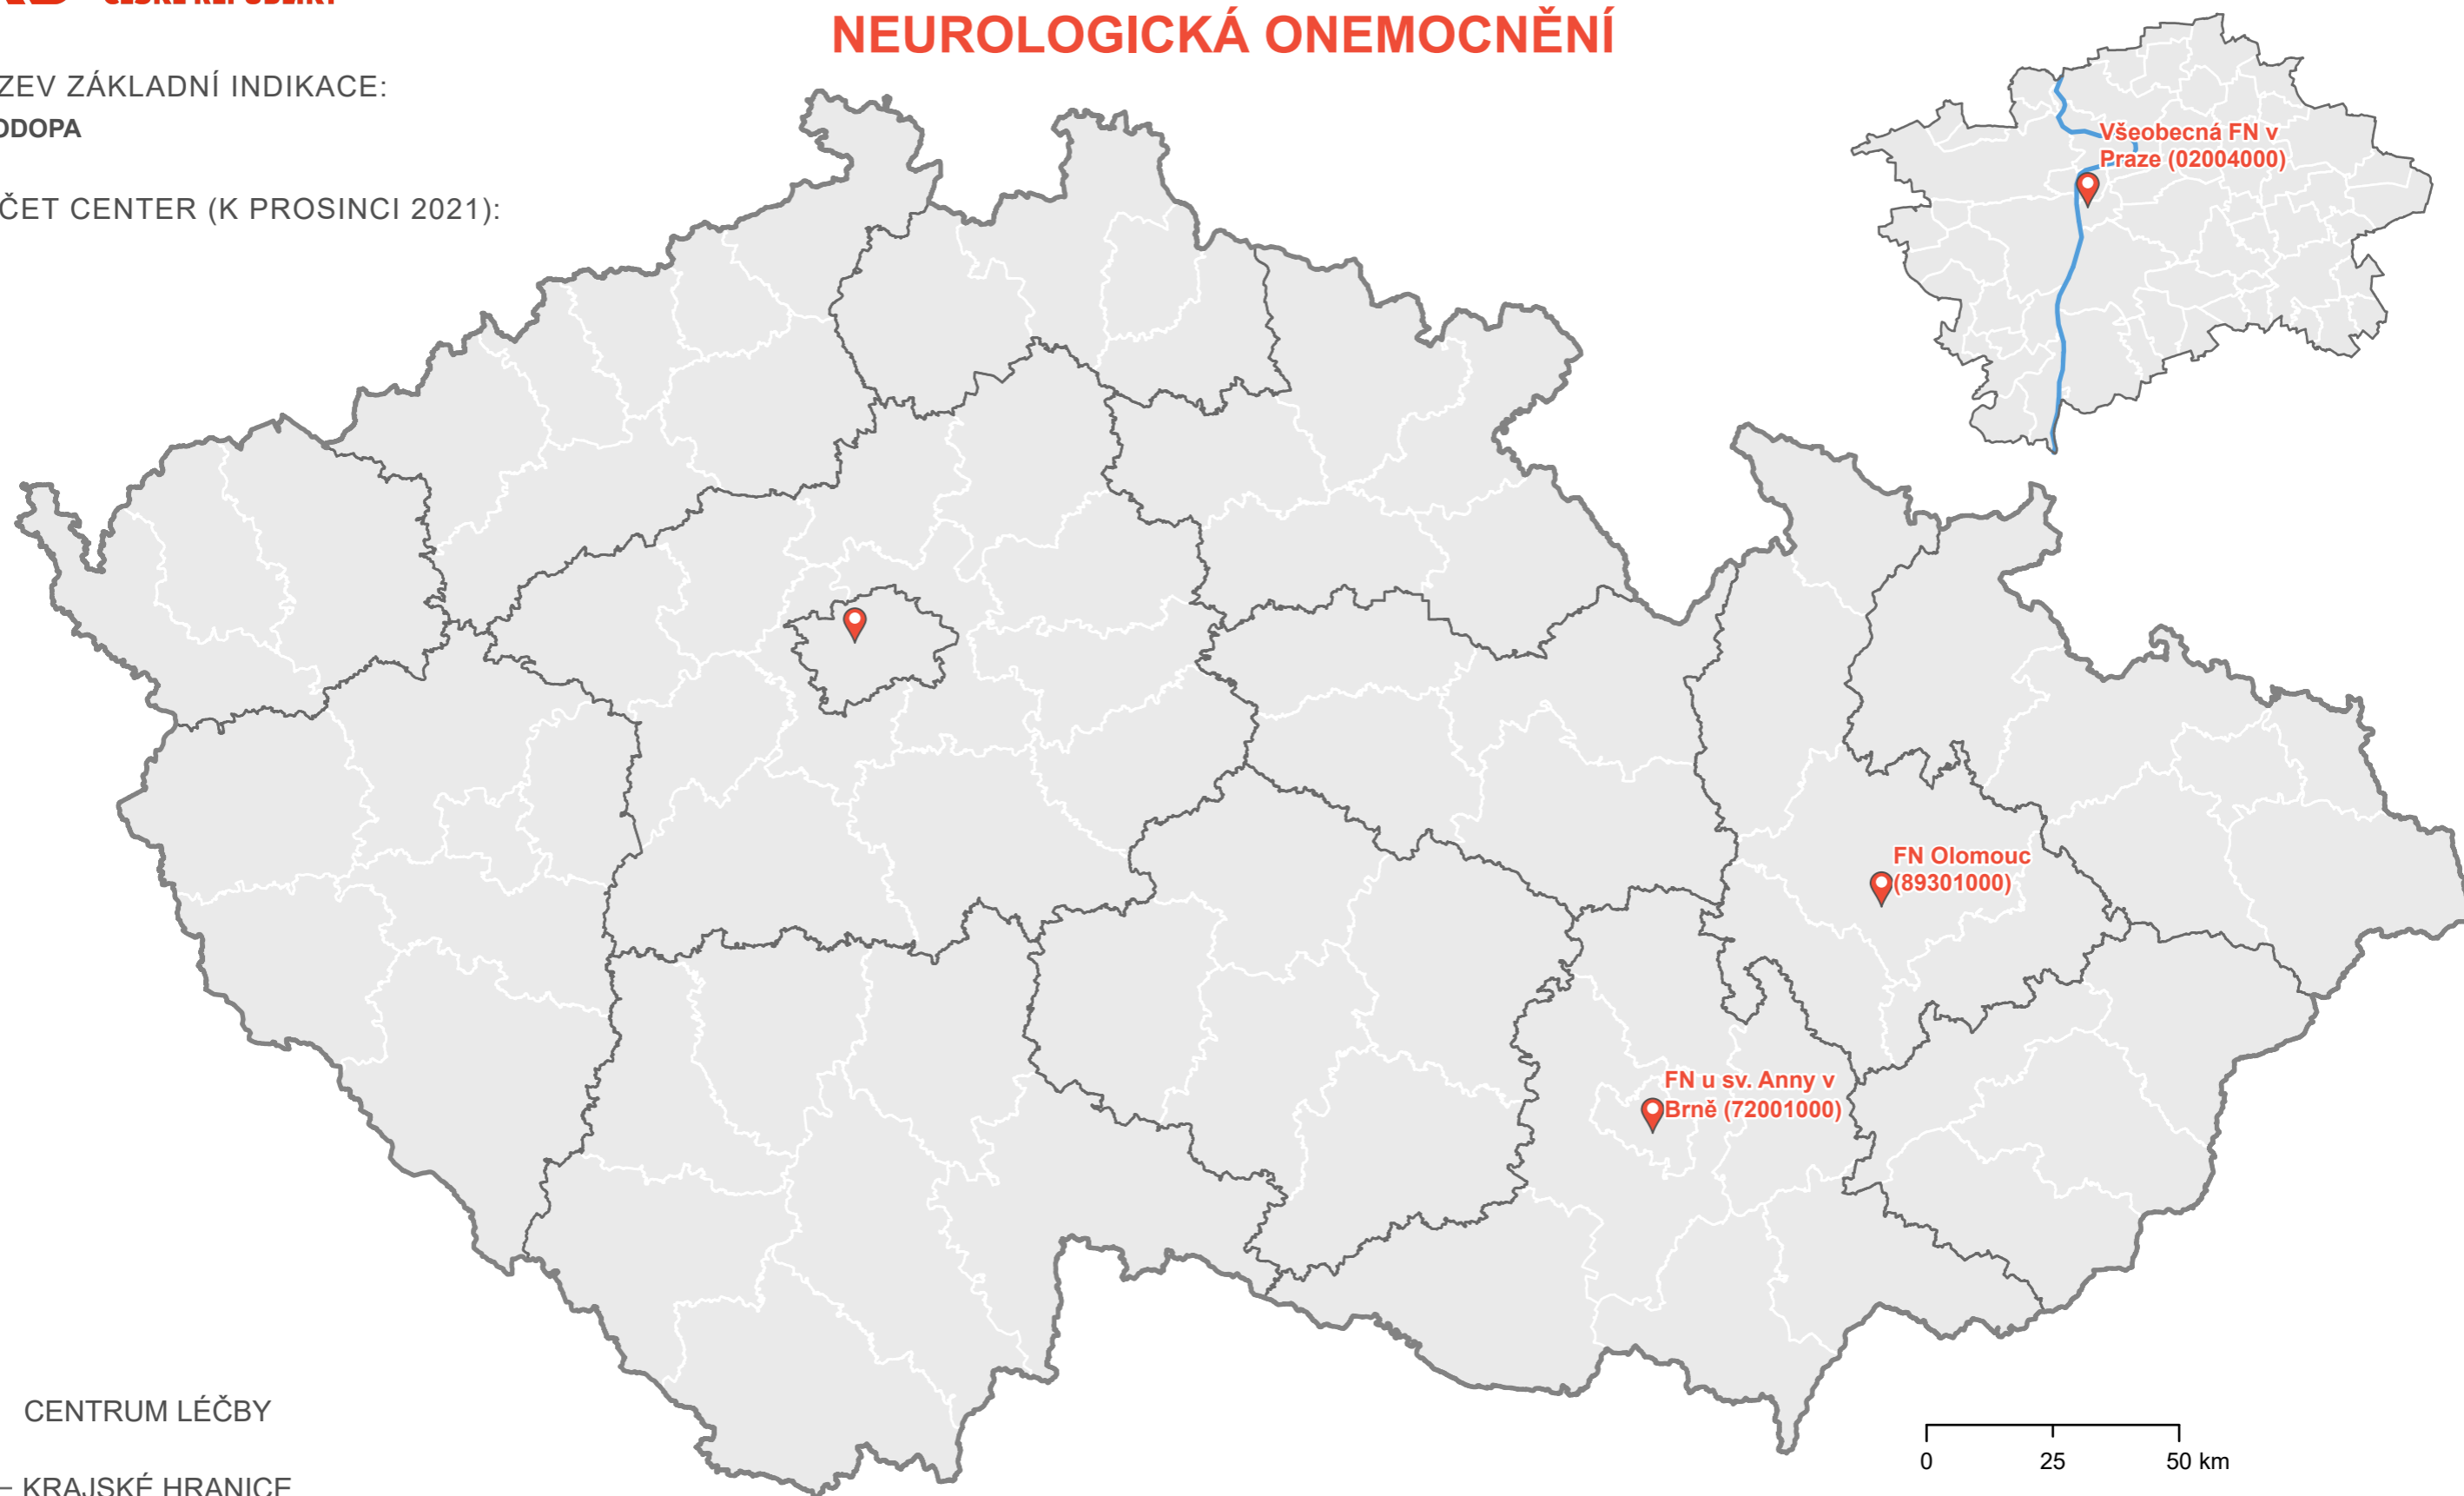 NEUROLOGICKÁ ONEMOCNĚNÍ
ZEV ZÁKLADNÍ INDIKACE:
ODOPA
ČET CENTER (K PROSINCI 2021):
Všeobecná FN v
Praze (02004000)
FN Olomouc
(89301000)
FN u sv. Anny v
Brně (72001000)
CENTRUM LÉČBY
KRAJSKÉ HRANICE
0 25 50 km